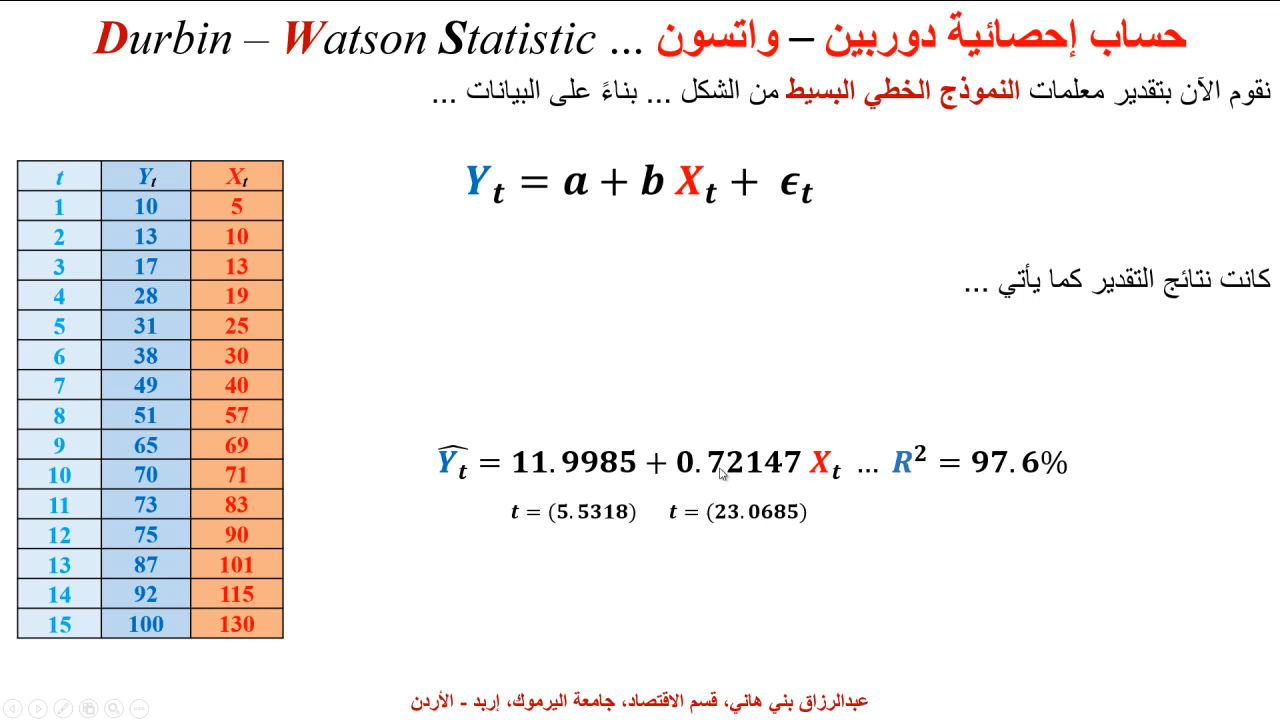 حساب إحصائية دوربين – واتسون ... Durbin – Watson Statistic
نقوم الآن بتقدير معلمات النموذج الخطي البسيط من الشكل ... بناءً على البيانات ...
Yₜ = a + b Xₜ + ϵₜ
t Yₜ Xₜ
1 10 5
2 13 10
3 17 13
4 28 19
5 31 25
6 38 30
7 49 40
8 51 57
9 65 69
10 70 71
11 73 83
12 75 90
13 87 101
14 92 115
15 100 130
كانت نتائج التقدير كما يأتي ...
Ŷₜ = 11.9985 + 0.72147 Xₜ ... R² = 97.6%
t = (5.5318) t = (23.0685)
عبدالرزاق بني هاني، قسم الاقتصاد، جامعة اليرموك، إربد - الأردن